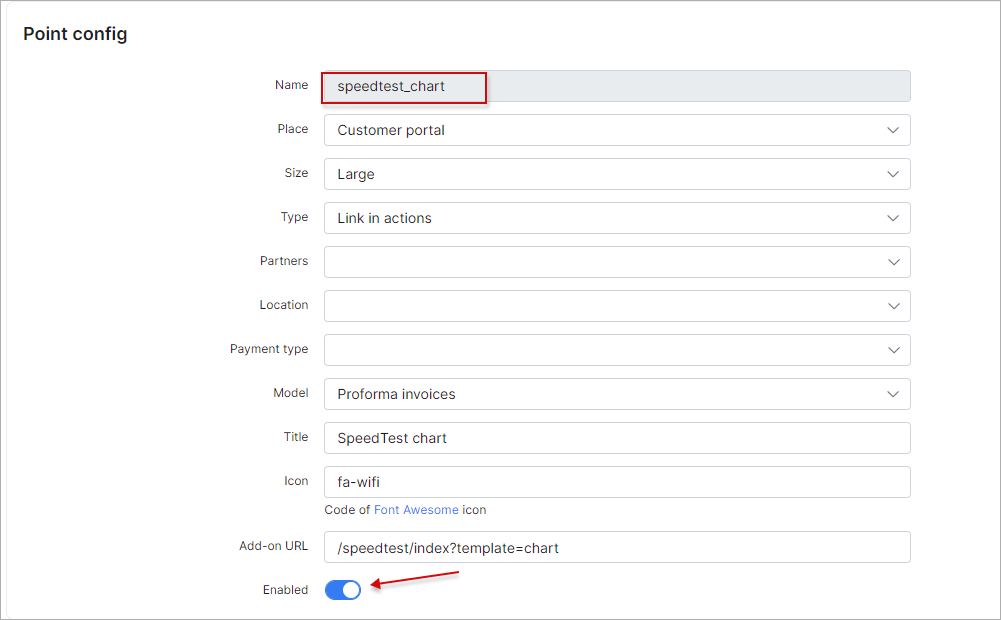 Point config
Name speedtest_chart
Place Customer portal
Size Large
Type Link in actions
Partners
Location
Payment type
Model Proforma invoices
Title SpeedTest chart
Icon fa-wifi
Code of Font Awesome icon
Add-on URL /speedtest/index?template=chart
Enabled